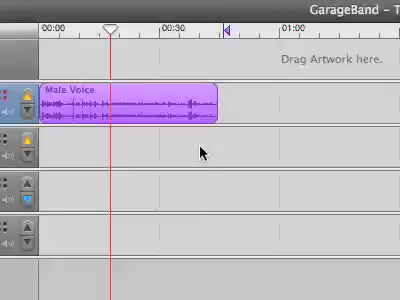 GarageBand - T
00:00 00:30 01:00
Drag Artwork here.
Male Voice